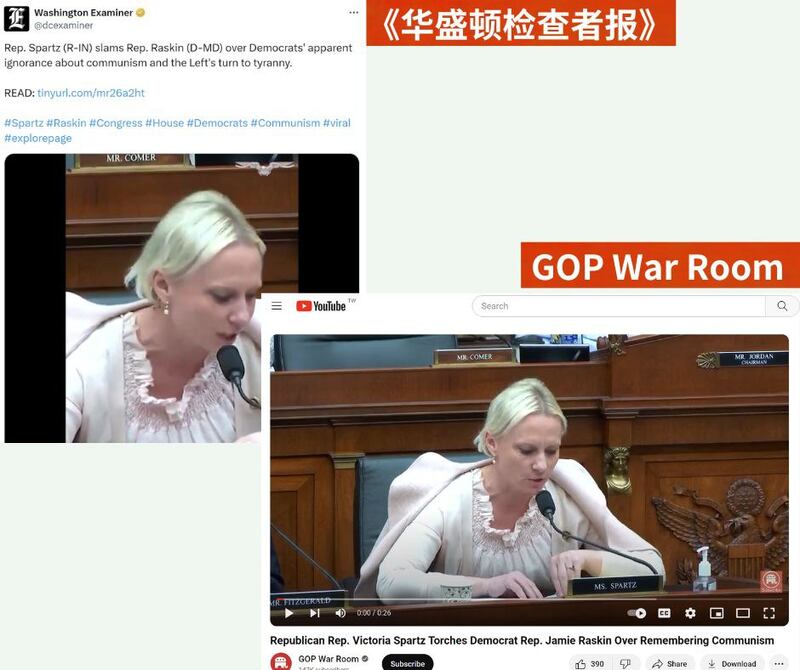 Washington Examiner
@dcexaminer
Rep. Spartz (R-IN) slams Rep. Raskin (D-MD) over Democrats' apparent
ignorance about communism and the Left's turn to tyranny.
READ: tinyurl.com/mr26a2ht
#Spartz #Raskin #Congress #House #Democrats #Communism #viral
#explorepage
MR. COMER
《华盛顿检查者报》
GOP War Room
YouTube TW
Search
MR. COMER
MR. JORDAN
CHAIRMAN
MS. SPARTZ
MR. FITZGERALD
0:00 / 0:26
Republican Rep. Victoria Spartz Torches Democrat Rep. Jamie Raskin Over Remembering Communism
GOP War Room
Subscribe
390
Share
Download